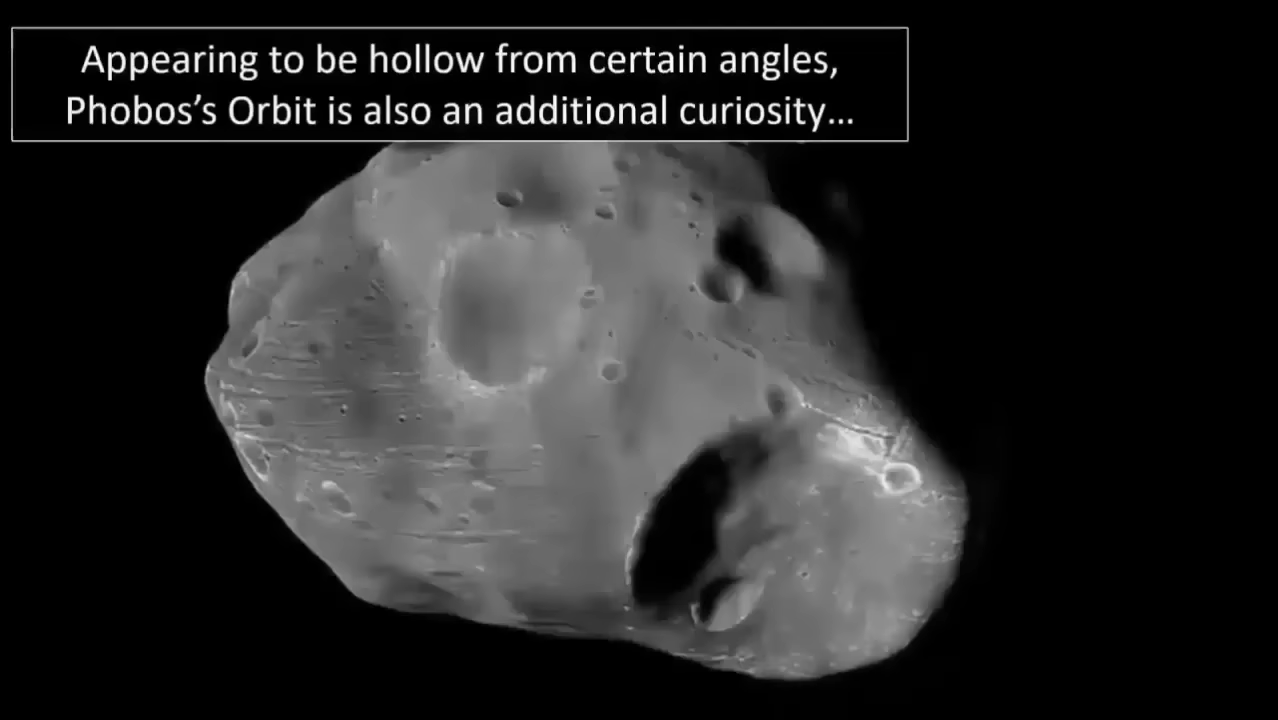 Appearing to be hollow from certain angles,
Phobos’s Orbit is also an additional curiosity…